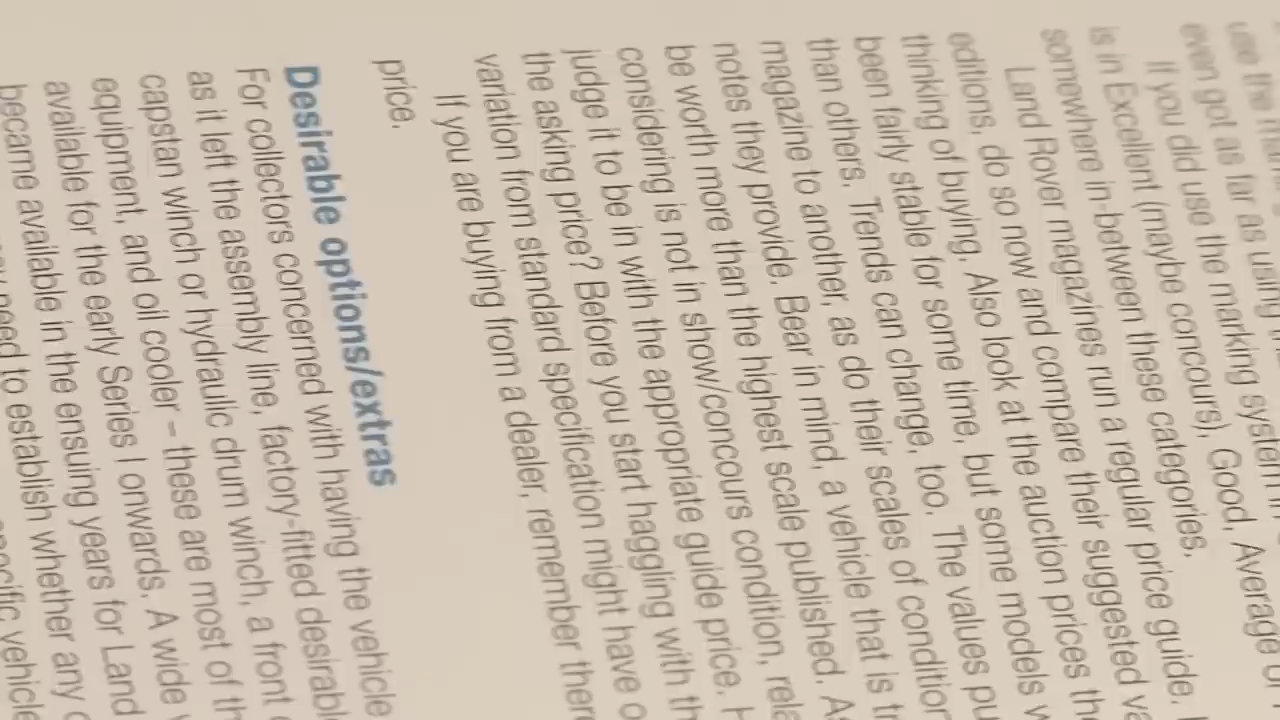 even got as far as using
If you did use the marking system in
is in Excellent (maybe concours), Good, Average or
somewhere in-between these categories.
Land Rover magazines run a regular price guide.
editions, do so now and compare their suggested
thinking of buying. Also look at the auction prices
been fairly stable for some time, but some models
than others. Trends can change, too. The values
magazine to another, as do their scales of condition
notes they provide. Bear in mind, a vehicle that is
be worth more than the highest scale published.
considering is not in show/concours condition,
judge it to be in with the appropriate guide price.
the asking price? Before you start haggling with
variation from standard specification might have
If you are buying from a dealer, remember
price.
Desirable options/extras
For collectors concerned with having the vehicle
as it left the assembly line, factory-fitted
capstan winch or hydraulic drum winch, a front
equipment, and oil cooler – these are most of
available for the early Series I onwards. A wide
became available in the ensuing years for Land
need to establish whether any
vehicle